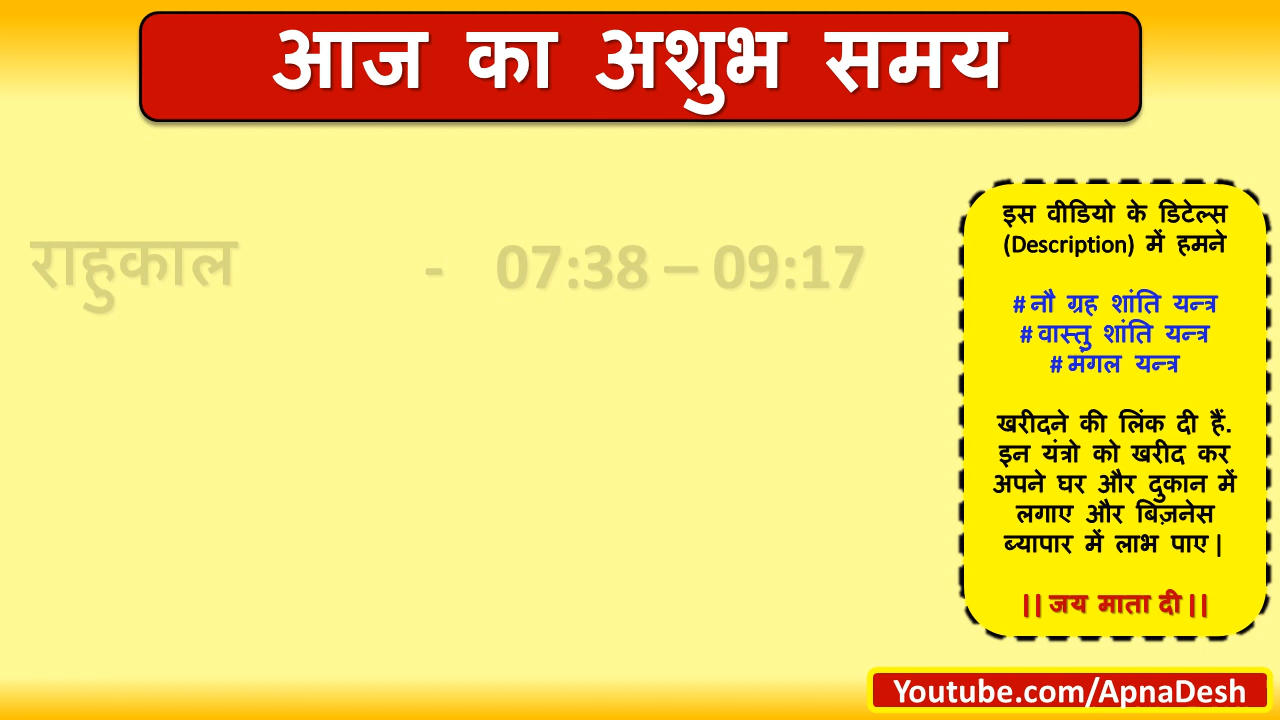 आज का अशुभ समय
राहुकाल - 07:38 – 09:17
इस वीडियो के डिटेल्स
(Description) में हमने
# नौ ग्रह शांति यन्त्र
# वास्तु शांति यन्त्र
# मंगल यन्त्र
खरीदने की लिंक दी हैं.
इन यंत्रो को खरीद कर
अपने घर और दुकान में
लगाए और बिज़नेस
ब्यापार में लाभ पाए |
|| जय माता दी ||
Youtube.com/ApnaDesh